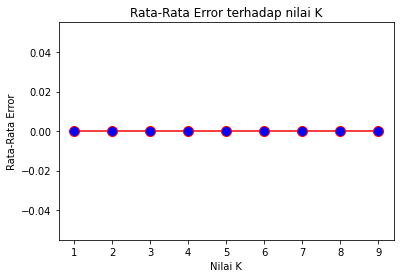 Rata-Rata Error terhadap nilai K
Rata-Rata Error
0.04
0.02
0.00
−0.02
−0.04
1 2 3 4 5 6 7 8 9
Nilai K